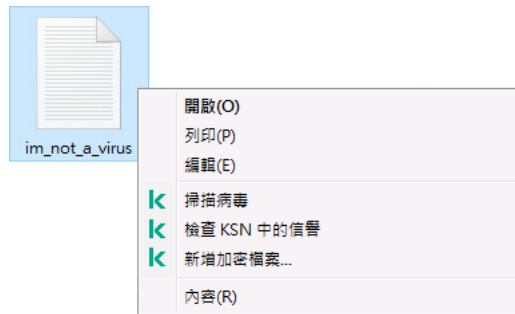 im_not_a_virus
開啟(O)
列印(P)
編輯(E)
掃描病毒
檢查 KSN 中的信譽
新增加密檔案...
內容(R)